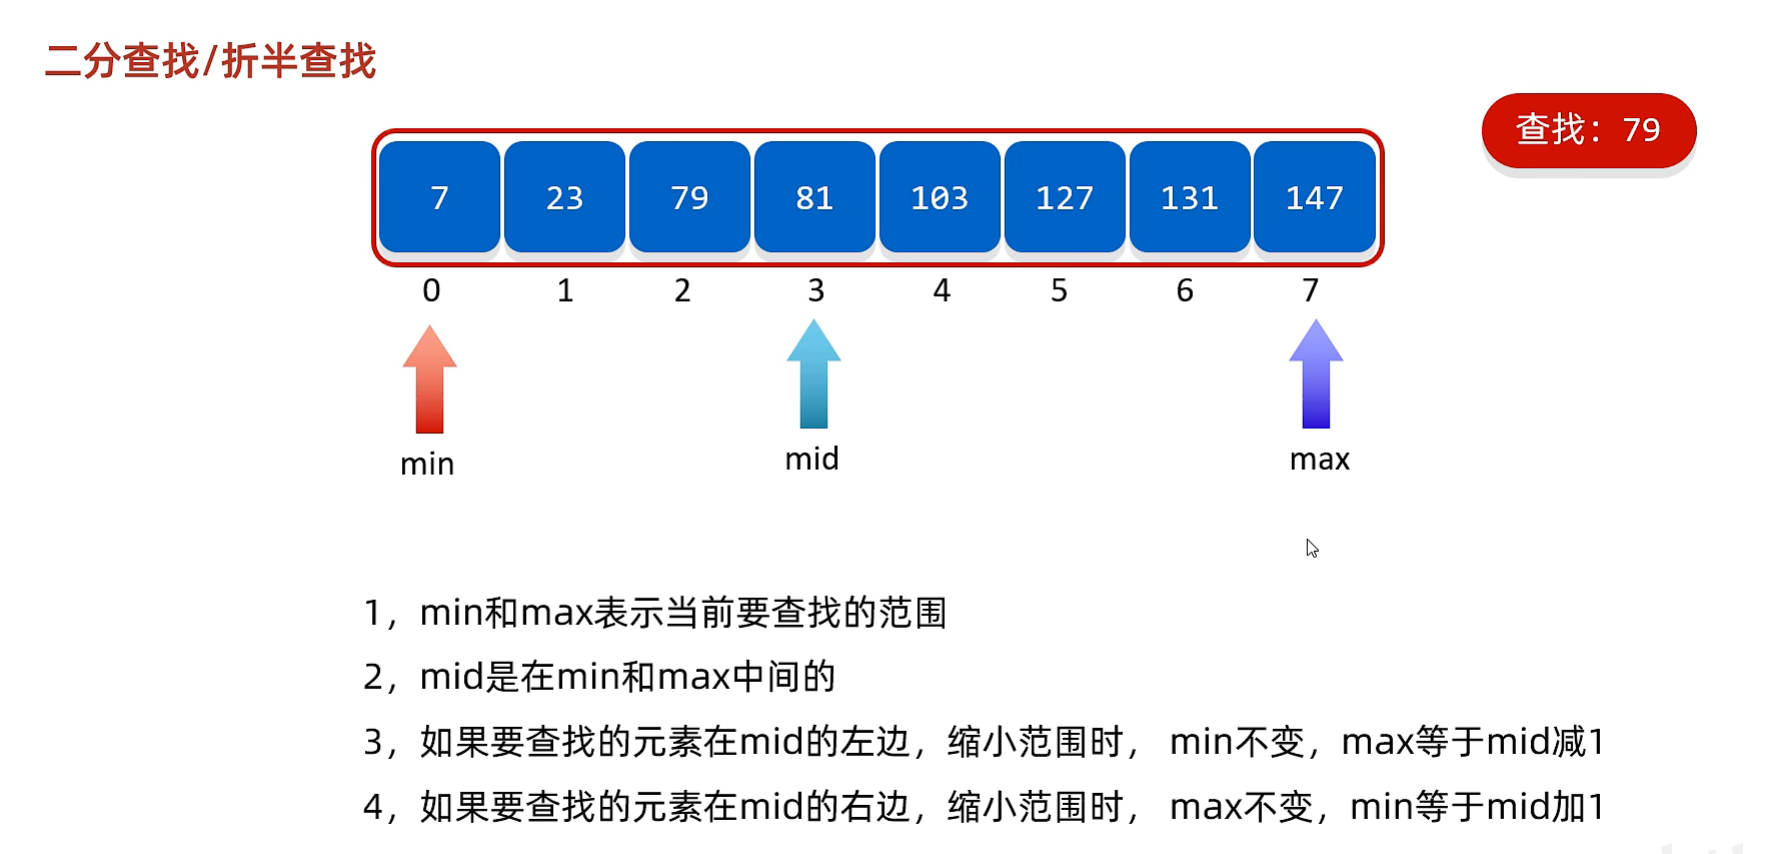 二分查找/折半查找
查找：79
7 23 79 81 103 127 131 147
0 1 2 3 4 5 6 7
min mid max
1，min和max表示当前要查找的范围
2，mid是在min和max中间的
3，如果要查找的元素在mid的左边，缩小范围时， min不变，max等于mid减1
4，如果要查找的元素在mid的右边，缩小范围时， max不变，min等于mid加1